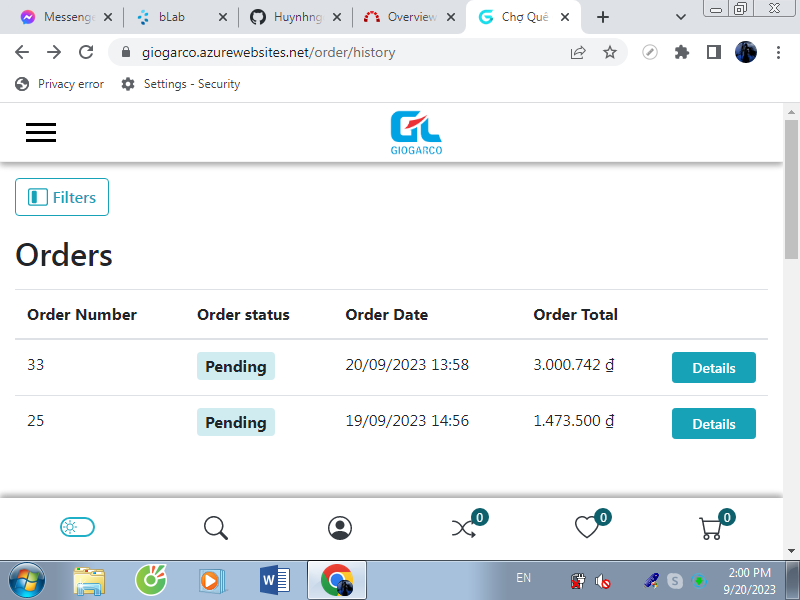 Messeng
bLab
Huynhng
Overview
Chợ Quê
giogarco.azurewebsites.net/order/history
Privacy error
Settings - Security
GIOGARCO
Filters
Orders
Order Number Order status Order Date Order Total
33 Pending 20/09/2023 13:58 3.000.742 ₫ Details
25 Pending 19/09/2023 14:56 1.473.500 ₫ Details
0 0 0
EN
2:00 PM
9/20/2023